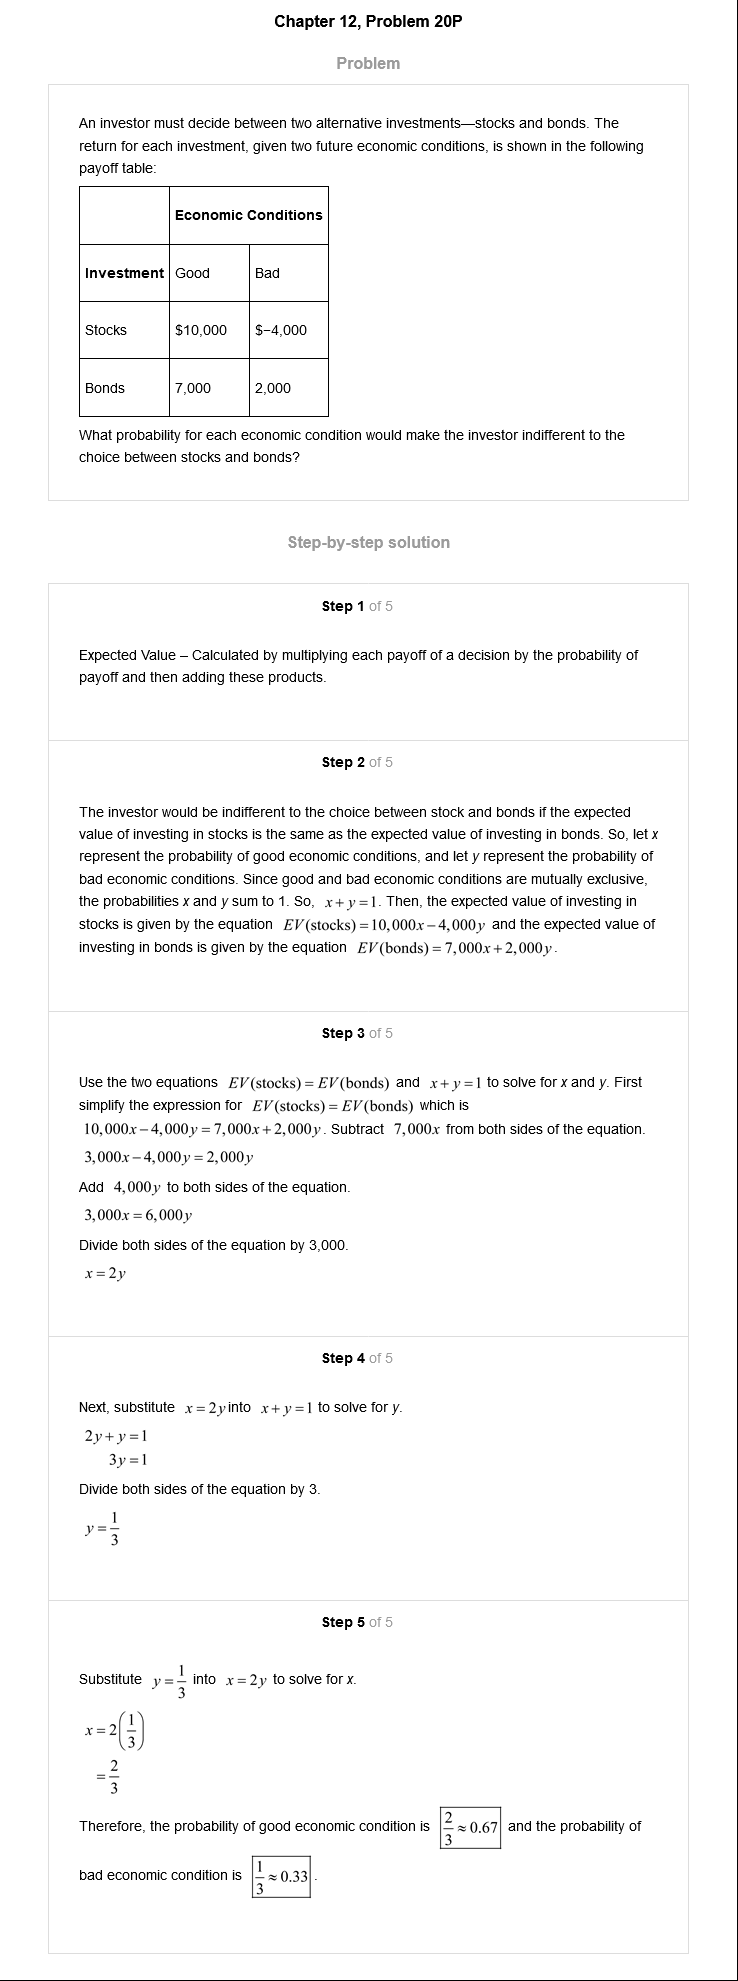 Chapter 12, Problem 20P
Problem
An investor must decide between two alternative investments—stocks and bonds. The
return for each investment, given two future economic conditions, is shown in the following
payoff table:
Economic Conditions
Investment Good Bad
Stocks $10,000 $−4,000
Bonds 7,000 2,000
What probability for each economic condition would make the investor indifferent to the
choice between stocks and bonds?
Step-by-step solution
Step 1 of 5
Expected Value – Calculated by multiplying each payoff of a decision by the probability of
payoff and then adding these products.
Step 2 of 5
The investor would be indifferent to the choice between stock and bonds if the expected
value of investing in stocks is the same as the expected value of investing in bonds. So, let x
represent the probability of good economic conditions, and let y represent the probability of
bad economic conditions. Since good and bad economic conditions are mutually exclusive,
the probabilities x and y sum to 1. So, x + y = 1. Then, the expected value of investing in
stocks is given by the equation EV(stocks) = 10,000x − 4,000y and the expected value of
investing in bonds is given by the equation EV(bonds) = 7,000x + 2,000y.
Step 3 of 5
Use the two equations EV(stocks) = EV(bonds) and x + y = 1 to solve for x and y. First
simplify the expression for EV(stocks) = EV(bonds) which is
10,000x − 4,000y = 7,000x + 2,000y. Subtract 7,000x from both sides of the equation.
3,000x − 4,000y = 2,000y
Add 4,000y to both sides of the equation.
3,000x = 6,000y
Divide both sides of the equation by 3,000.
x = 2y
Step 4 of 5
Next, substitute x = 2y into x + y = 1 to solve for y.
2y + y = 1
3y = 1
Divide both sides of the equation by 3.
y = 1/3
Step 5 of 5
Substitute y = 1/3 into x = 2y to solve for x.
x = 2(1/3)
= 2/3
Therefore, the probability of good economic condition is 2/3 ≈ 0.67 and the probability of
bad economic condition is 1/3 ≈ 0.33.